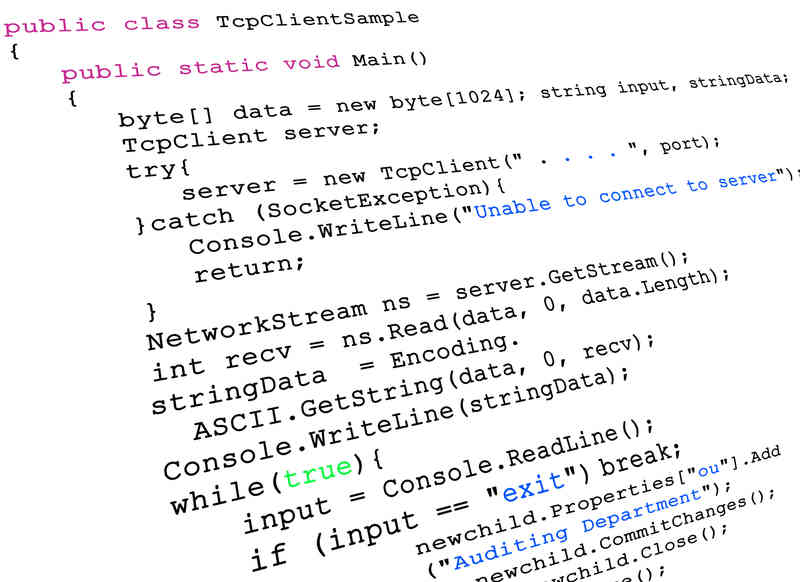 public class TcpClientSample
{
public static void Main()
{
byte[] data = new byte[1024]; string input, stringData;
TcpClient server;
try{
server = new TcpClient(" . . . . ", port);
}catch (SocketException){
Console.WriteLine("Unable to connect to server");
return;
}
NetworkStream ns = server.GetStream();
int recv = ns.Read(data, 0, data.Length);
stringData = Encoding.
ASCII.GetString(data, 0, recv);
Console.WriteLine(stringData);
while(true){
input = Console.ReadLine();
if (input == "exit") break;
newchild.Properties["ou"].Add
("Auditing Department");
newchild.CommitChanges();
newchild.Close();